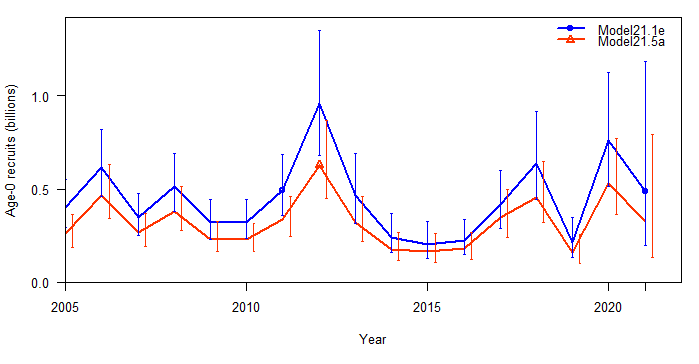 Model21.1e
Model21.5a
Age-0 recruits (billions)
1.0
0.5
0.0
2005 2010 2015 2020
Year